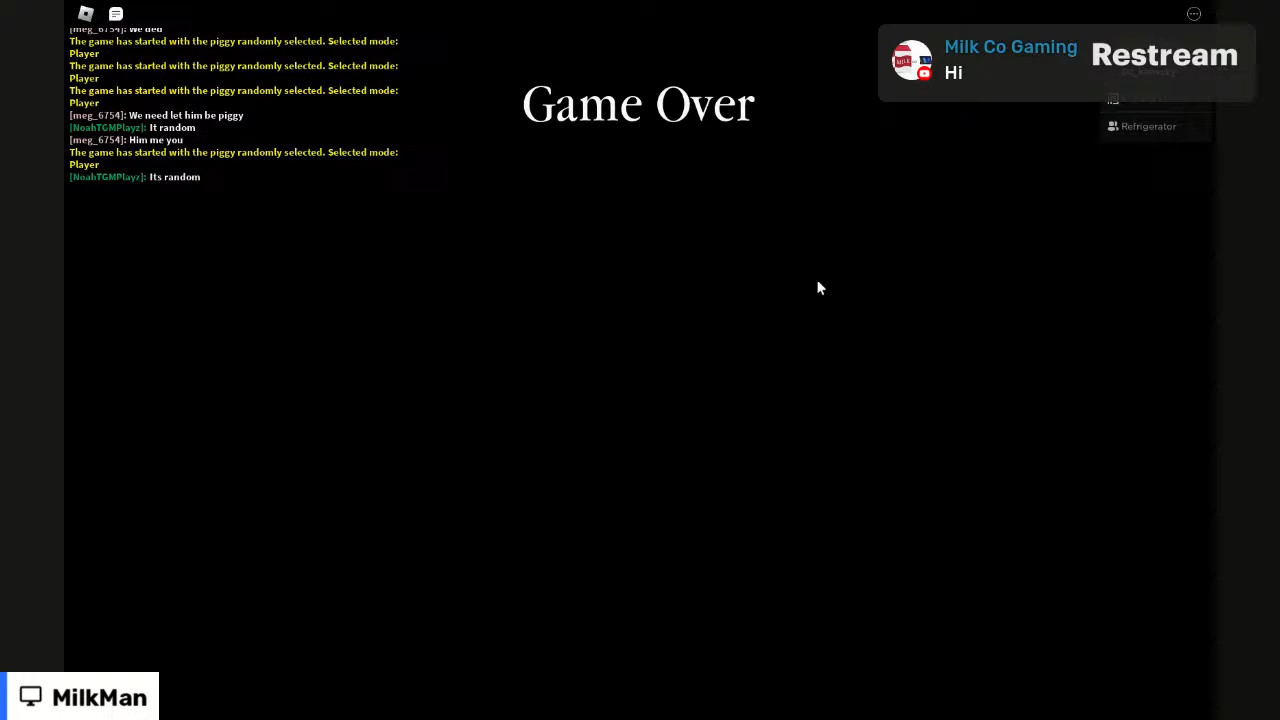 [meg_6754]: We ded
The game has started with the piggy randomly selected. Selected mode:
Player
The game has started with the piggy randomly selected. Selected mode:
Player
The game has started with the piggy randomly selected. Selected mode:
Player
[meg_6754]: We need let him be piggy
[NoahTGMPlayz]: It random
[meg_6754]: Him me you
The game has started with the piggy randomly selected. Selected mode:
Player
[NoahTGMPlayz]: Its random
Game Over
Milk Co Gaming
Hi
Restream
Refrigerator
MilkMan